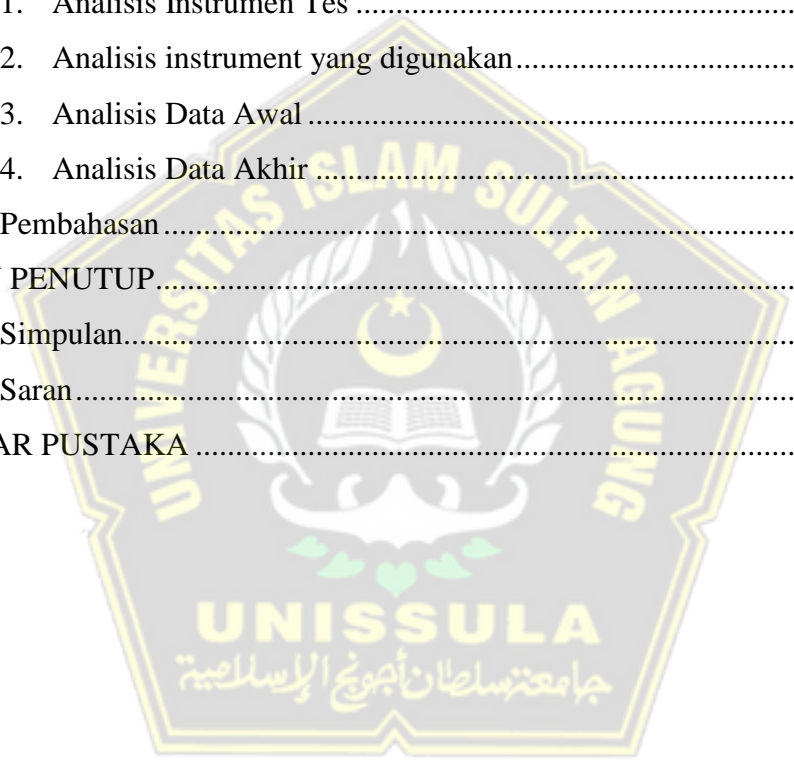 1. Analisis Instrumen Tes ........................................................
2. Analisis instrument yang digunakan...................................
3. Analisis Data Awal ..............................................................
4. Analisis Data Akhir .............................................................
Pembahasan ................................................................................
PENUTUP.................................................................................
Simpulan.....................................................................................
Saran...........................................................................................
AR PUSTAKA ...........................................................................
UNIVERSITAS ISLAM SULTAN AGUNG
UNISSULA
جامعة سلطان أجونج الإسلامية